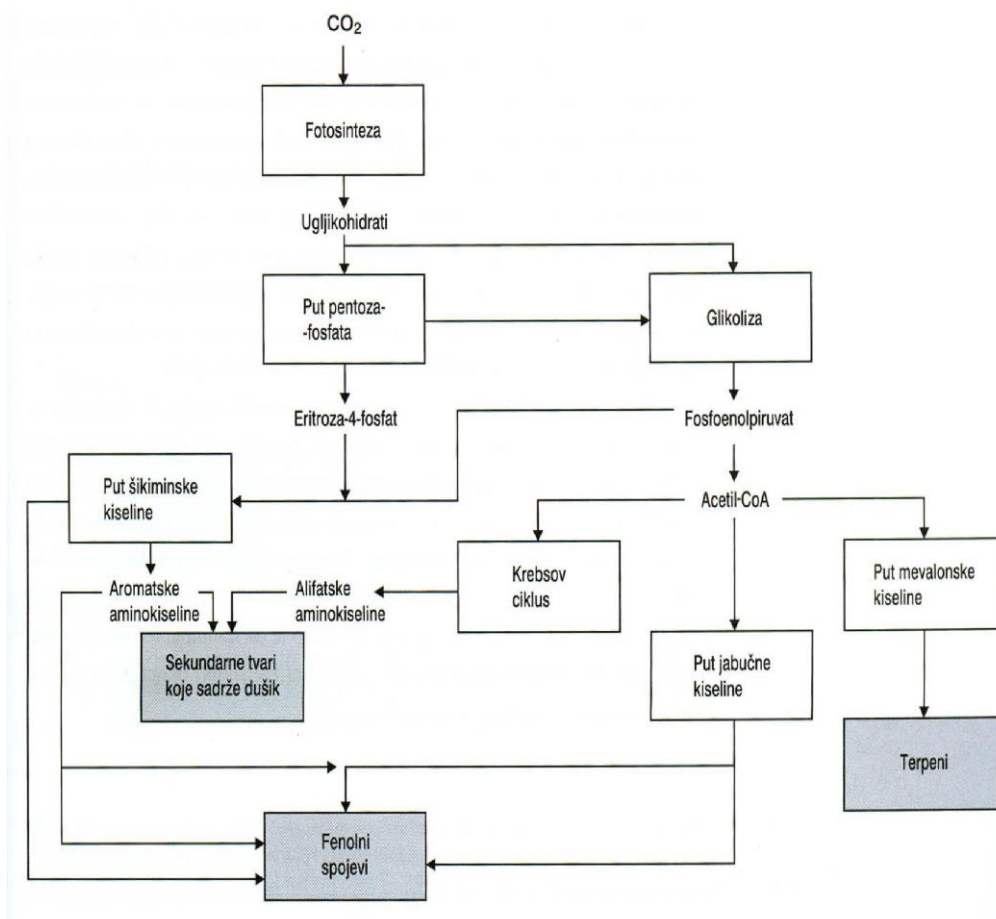 CO₂
Fotosinteza
Ugljikohidrati
Put pentoza-
-fosfata
Glikoliza
Eritroza-4-fosfat
Fosfoenolpiruvat
Put šikiminske
kiseline
Acetil-CoA
Aromatske
aminokiseline
Alifatske
aminokiseline
Krebsov
ciklus
Put mevalonske
kiseline
Sekundarne tvari
koje sadrže dušik
Put jabučne
kiseline
Terpeni
Fenolni
spojevi